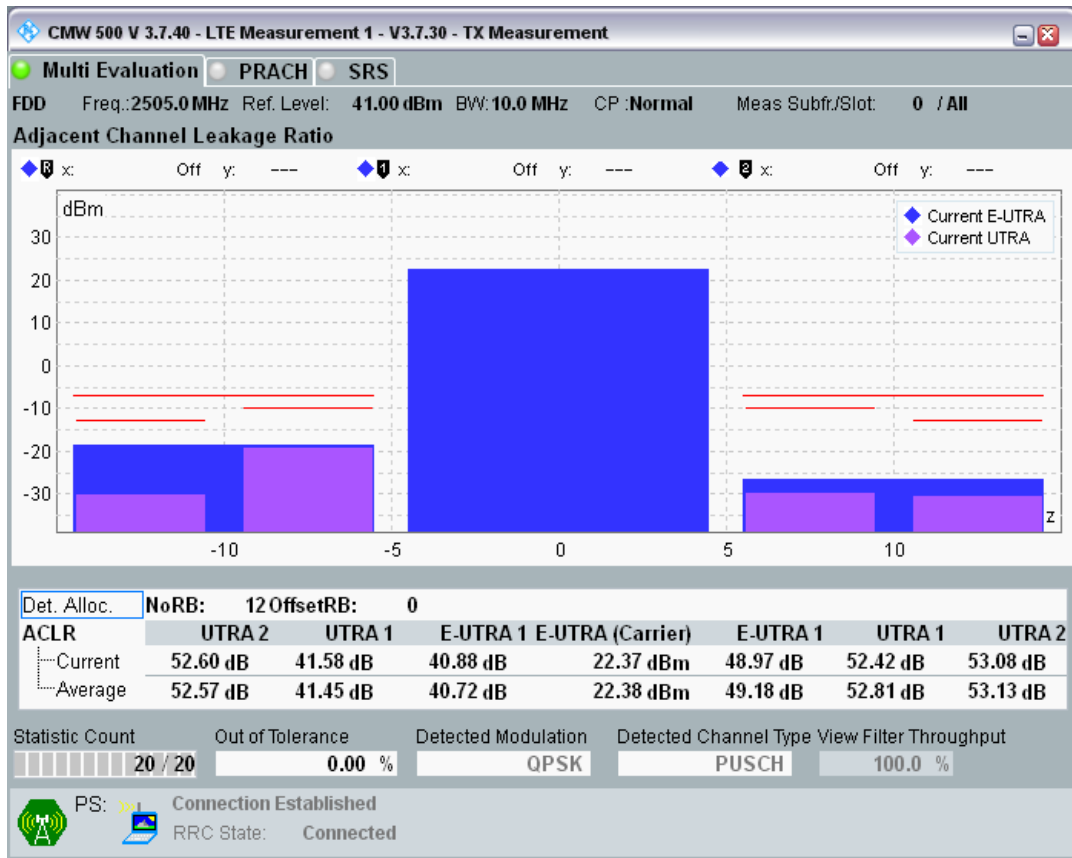 CMW 500 V 3.7.40 - LTE Measurement 1 - V3.7.30 - TX Measurement
Multi Evaluation PRACH SRS
FDD Freq.:2505.0 MHz Ref. Level: 41.00 dBm BW:10.0 MHz CP :Normal Meas Subfr./Slot: 0 / All
Adjacent Channel Leakage Ratio
R x: Off y: --- 1 x: Off y: --- 2 x: Off y: ---
dBm
Current E-UTRA
Current UTRA
30
20
10
0
-10
-20
-30
z
-10 -5 0 5 10
Det. Alloc. NoRB: 12 OffsetRB: 0
ACLR UTRA 2 UTRA 1 E-UTRA 1 E-UTRA (Carrier) E-UTRA 1 UTRA 1 UTRA 2
Current 52.60 dB 41.58 dB 40.88 dB 22.37 dBm 48.97 dB 52.42 dB 53.08 dB
Average 52.57 dB 41.45 dB 40.72 dB 22.38 dBm 49.18 dB 52.81 dB 53.13 dB
Statistic Count Out of Tolerance Detected Modulation Detected Channel Type View Filter Throughput
20 / 20 0.00 % QPSK PUSCH 100.0 %
PS: Connection Established
RRC State: Connected